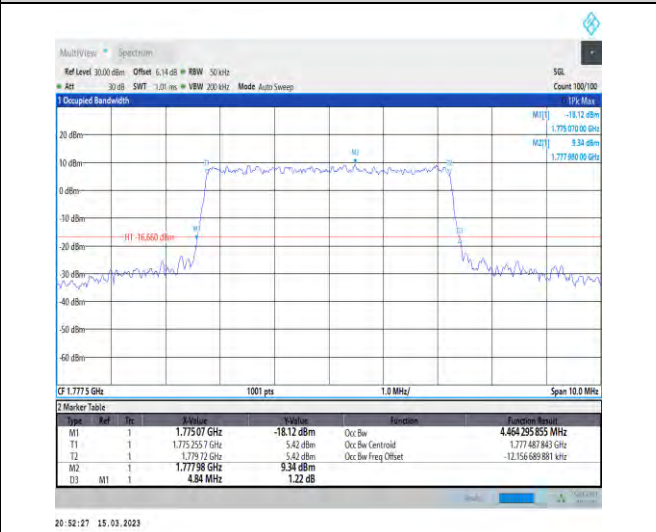 MultiView Spectrum
Ref Level 30.00 dBm Offset 6.14 dB RBW 50 kHz SGL
Att 30 dB SWT 1.01 ms VBW 200 kHz Mode Auto Sweep Count 100/100
1 Occupied Bandwidth 1Pk Max
M1[1] -18.12 dBm
1.775 070 00 GHz
M2[1] 9.34 dBm
1.777 980 00 GHz
20 dBm
M2
T1
T2
10 dBm
0 dBm
-10 dBm
M1
D3
H1 -16.660 dBm
-20 dBm
-30 dBm
-40 dBm
-50 dBm
-60 dBm
CF 1.777 5 GHz 1001 pts 1.0 MHz/ Span 10.0 MHz
2 Marker Table
Type Ref Trc X-Value Y-Value Function Function Result
M1 1 1.775 07 GHz -18.12 dBm Occ Bw 4.464 295 855 MHz
T1 1 1.775 255 7 GHz 5.42 dBm Occ Bw Centroid 1.777 487 843 GHz
T2 1 1.779 72 GHz 5.42 dBm Occ Bw Freq Offset -12.156 689 881 kHz
M2 1 1.777 98 GHz 9.34 dBm
D3 M1 1 4.84 MHz 1.22 dB
20:52:27 15.03.2023